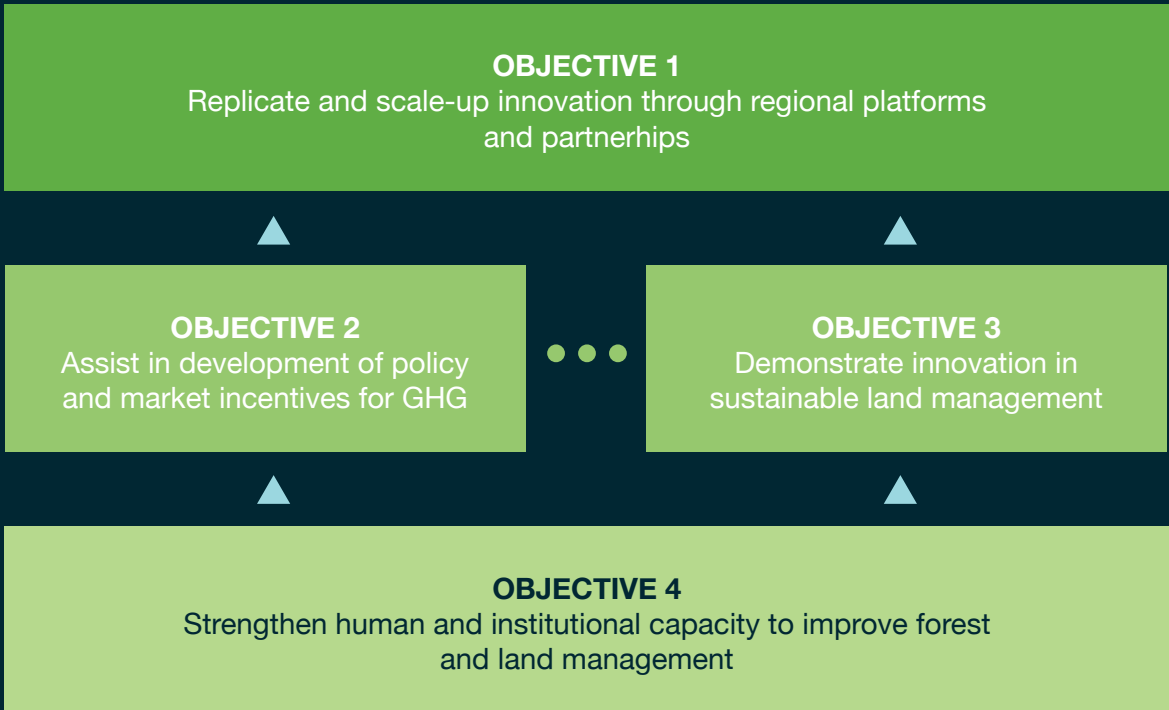 OBJECTIVE 1
Replicate and scale-up innovation through regional platforms
and partnerhips
OBJECTIVE 2
Assist in development of policy
and market incentives for GHG
OBJECTIVE 3
Demonstrate innovation in
sustainable land management
OBJECTIVE 4
Strengthen human and institutional capacity to improve forest
and land management